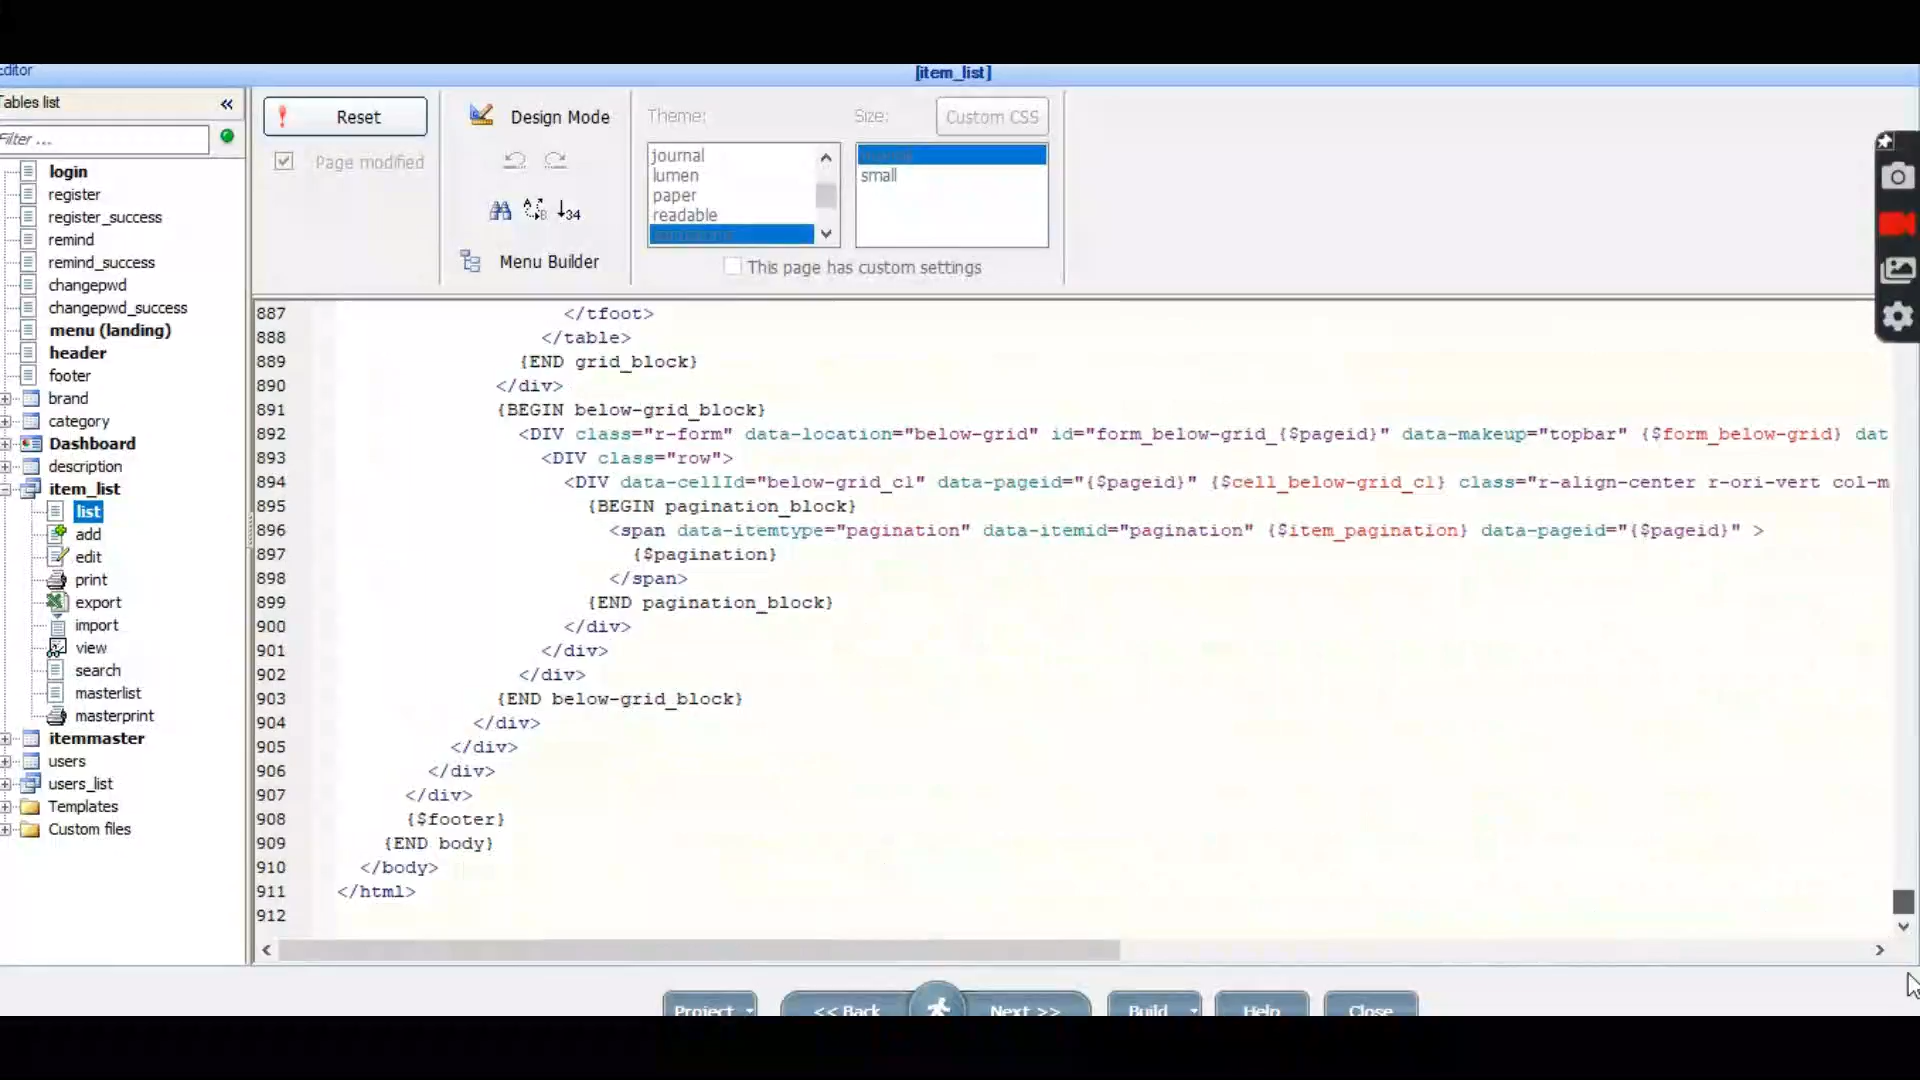 Editor
[item_list]
Tables list
«
Filter ...
login
register
register_success
remind
remind_success
changepwd
changepwd_success
menu (landing)
header
footer
brand
category
Dashboard
description
item_list
list
add
edit
print
export
import
view
search
masterlist
masterprint
itemmaster
users
users_list
Templates
Custom files
Reset
Page modified
Design Mode
34
Menu Builder
Theme:
journal
lumen
paper
readable
Size:
small
Custom CSS
This page has custom settings
887 </tfoot>
888 </table>
889 {END grid_block}
890 </div>
891 {BEGIN below-grid_block}
892 <DIV class="r-form" data-location="below-grid" id="form_below-grid_{$pageid}" data-makeup="topbar" {$form_below-grid} dat
893 <DIV class="row">
894 <DIV data-cellId="below-grid_c1" data-pageid="{$pageid}" {$cell_below-grid_c1} class="r-align-center r-ori-vert col-m
895 {BEGIN pagination_block}
896 <span data-itemtype="pagination" data-itemid="pagination" {$item_pagination} data-pageid="{$pageid}" >
897 {$pagination}
898 </span>
899 {END pagination_block}
900 </div>
901 </div>
902 </div>
903 {END below-grid_block}
904 </div>
905 </div>
906 </div>
907 </div>
908 {$footer}
909 {END body}
910 </body>
911 </html>
912
Project
<< Back
Next >>
Build
Help
Close